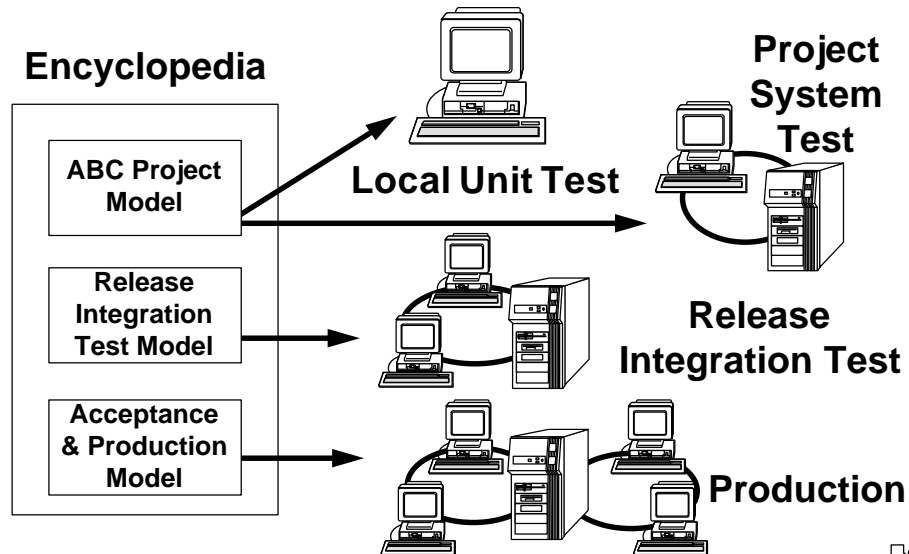 Encyclopedia
ABC Project
Model
Release
Integration
Test Model
Acceptance
& Production
Model
Local Unit Test
Project
System
Test
Release
Integration Test
Production